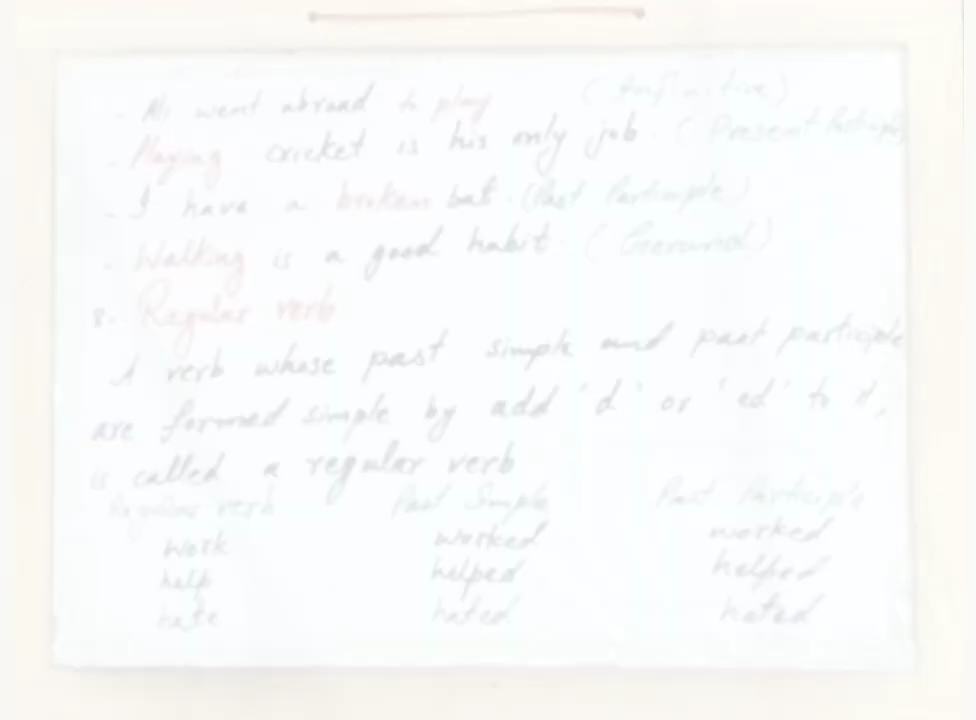 - Ali went abroad to play (Infinitive)
- Playing cricket is his only job. (Present Participle
- I have a broken bat. (Past Participle)
- Walking is a good habit. (Gerund)
8. Regular verb
A verb whose past simple and past participle
are formed simple by add 'd' or 'ed' to it,
is called a regular verb
Regular verb Past Simple Past Participle
work worked worked
help helped helped
hate hated hated